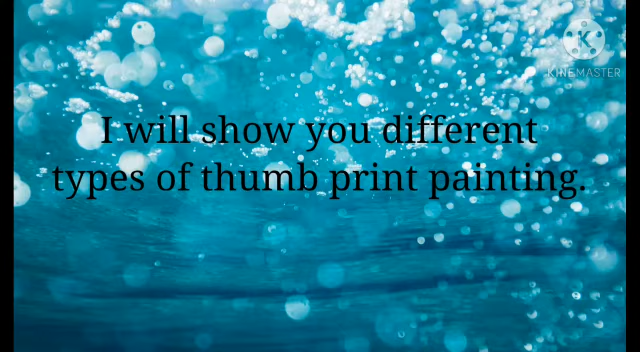 KINEMASTER
I will show you different
types of thumb print painting.